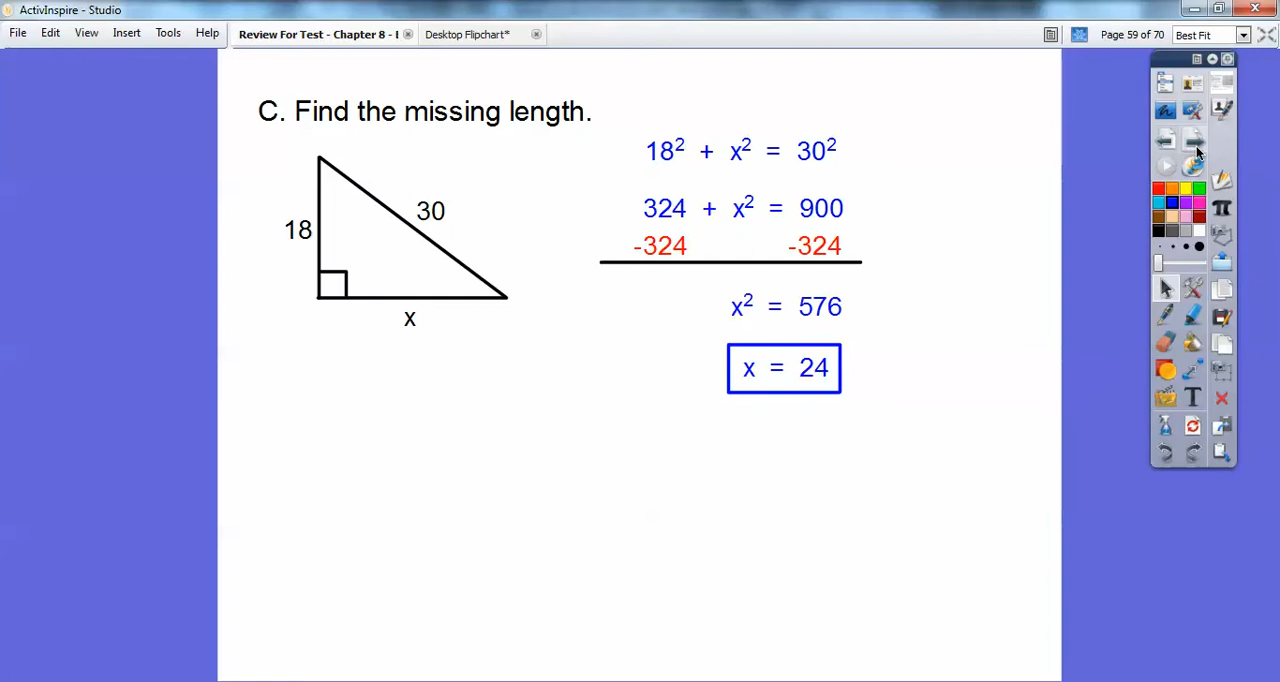 ActivInspire - Studio
File Edit View Insert Tools Help
Review For Test - Chapter 8 - E
Desktop Flipchart*
Page 59 of 70
Best Fit
C. Find the missing length.
18
30
x
18² + x² = 30²
324 + x² = 900
-324 -324
x² = 576
x = 24